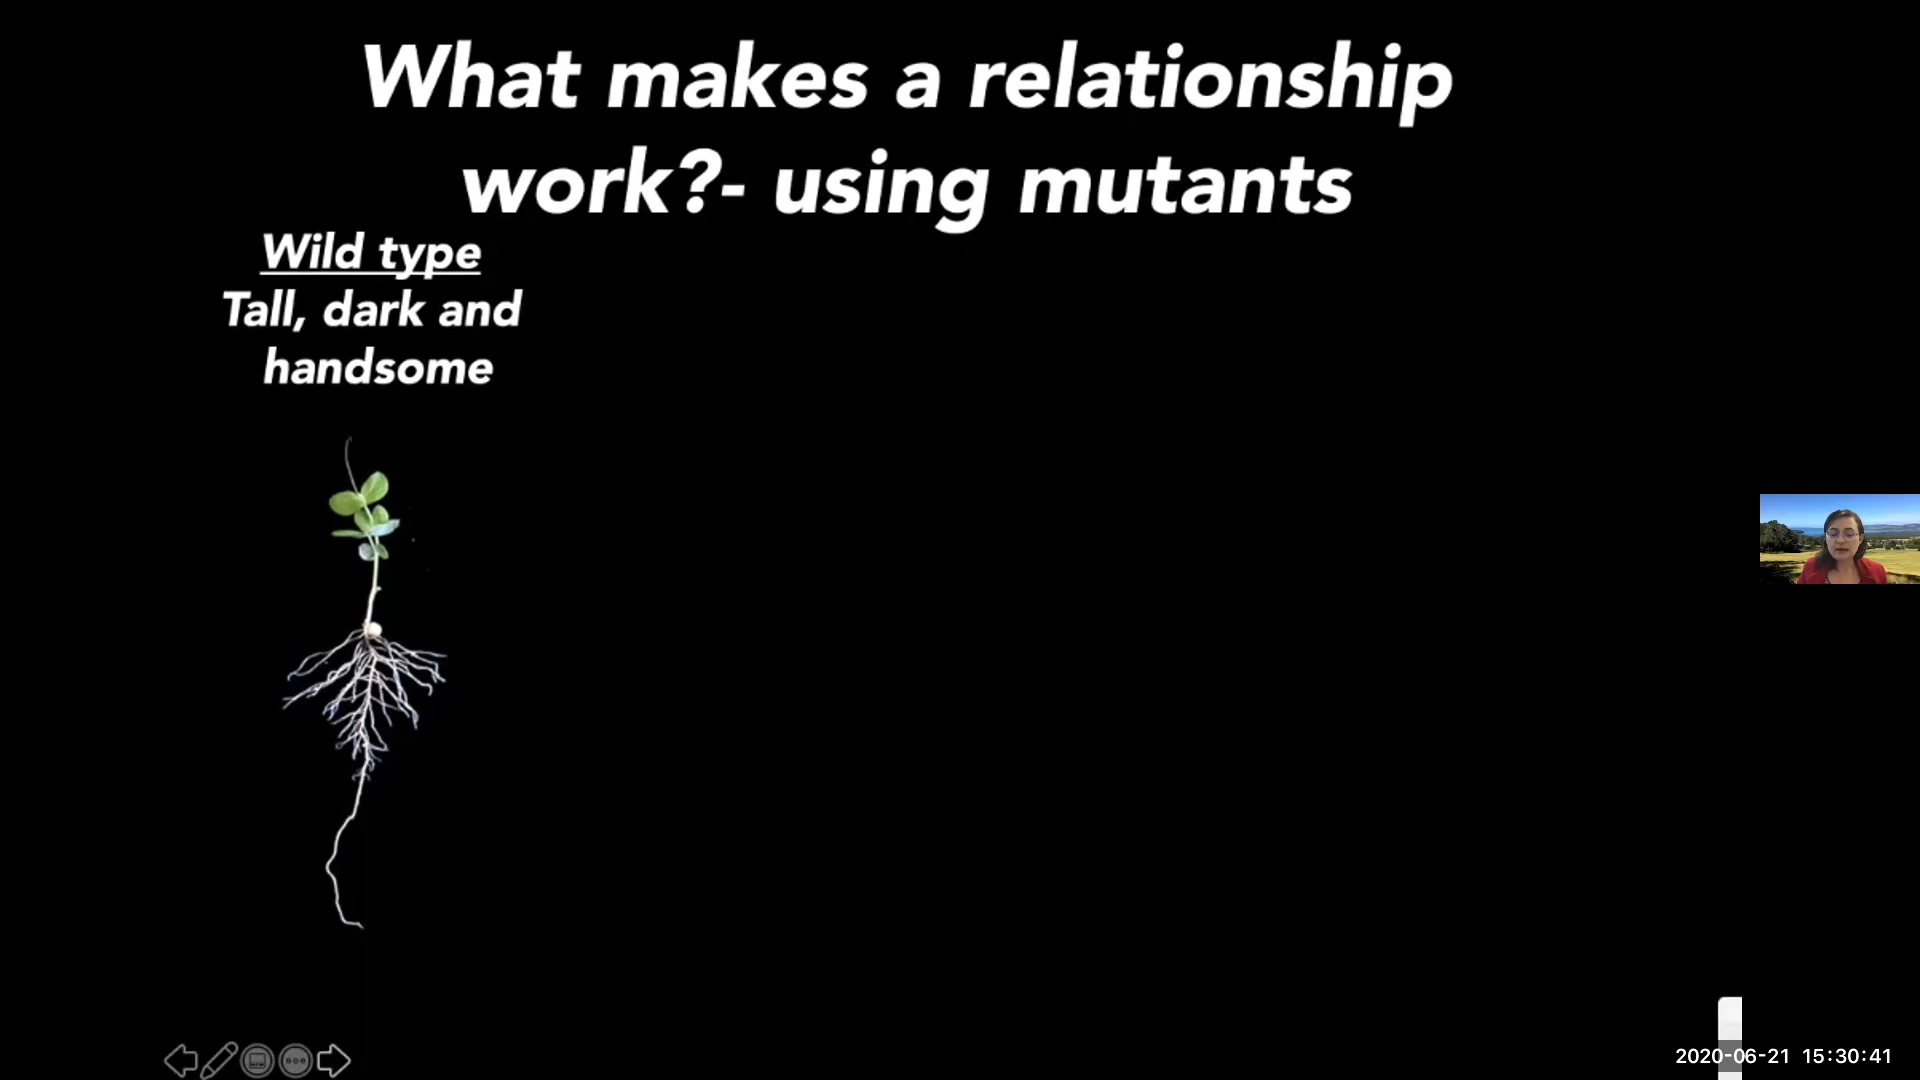 What makes a relationship
work?- using mutants
Wild type
Tall, dark and
handsome
2020-06-21 15:30:41